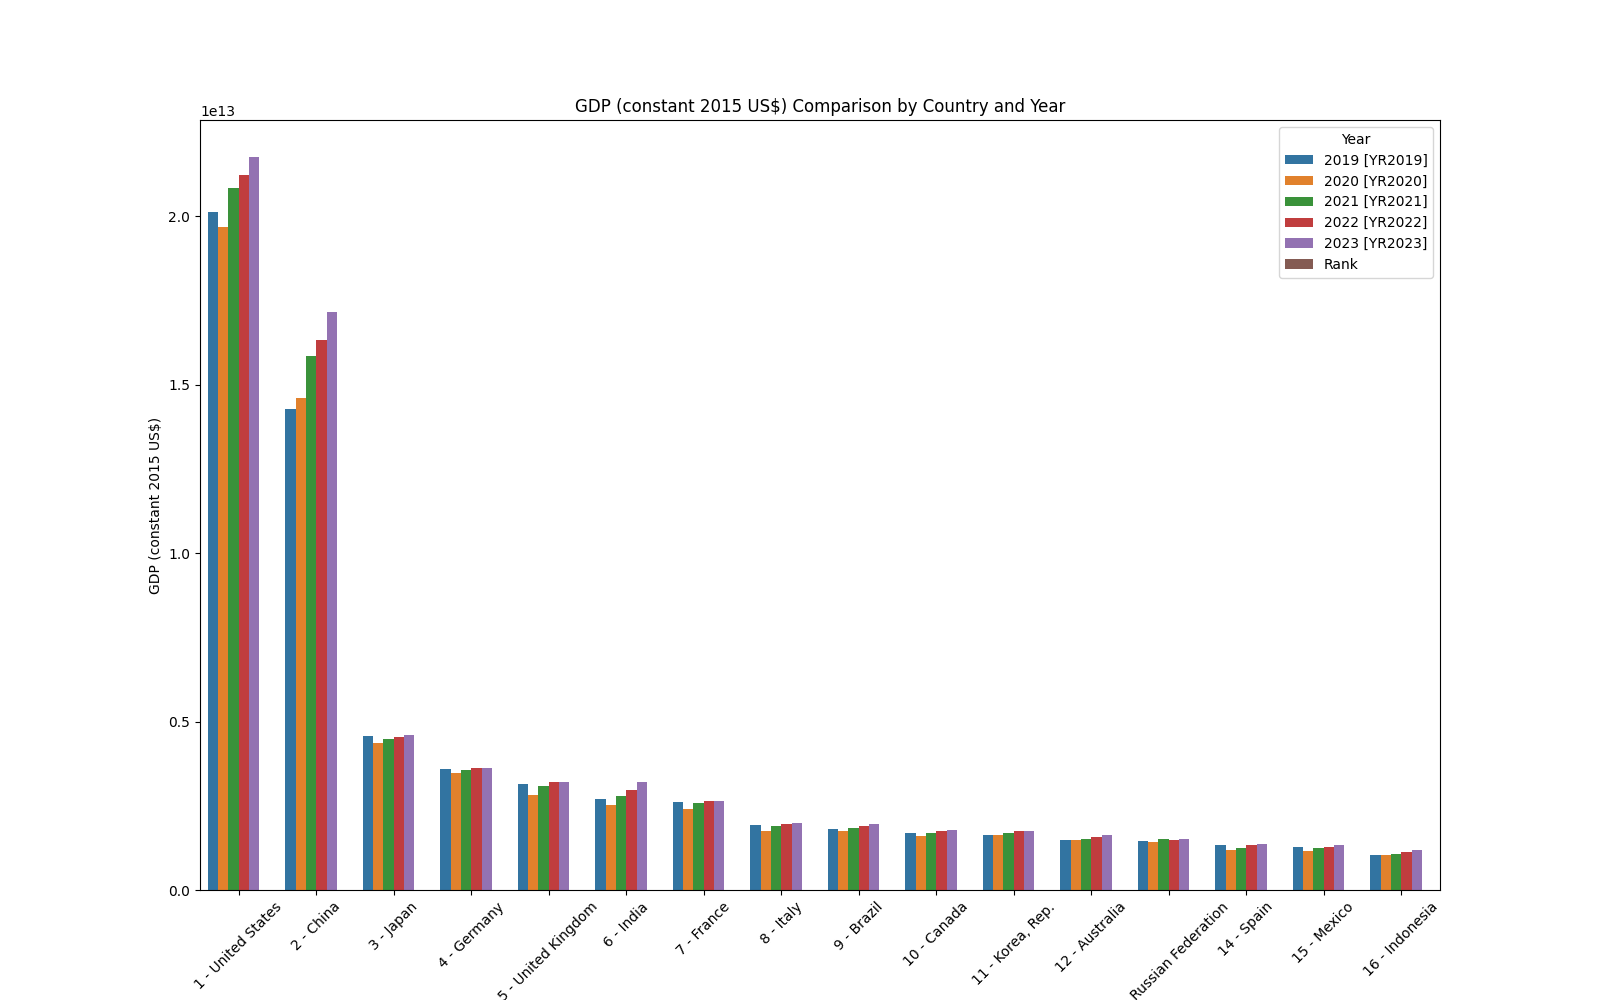 GDP (constant 2015 US$) Comparison by Country and Year
1e13
Year
2019 [YR2019]
2020 [YR2020]
2021 [YR2021]
2022 [YR2022]
2023 [YR2023]
Rank
2.0
1.5
1.0
0.5
0.0
GDP (constant 2015 US$)
1 - United States
2 - China
3 - Japan
4 - Germany
5 - United Kingdom
6 - India
7 - France
8 - Italy
9 - Brazil
10 - Canada
11 - Korea, Rep.
12 - Australia
Russian Federation
14 - Spain
15 - Mexico
16 - Indonesia